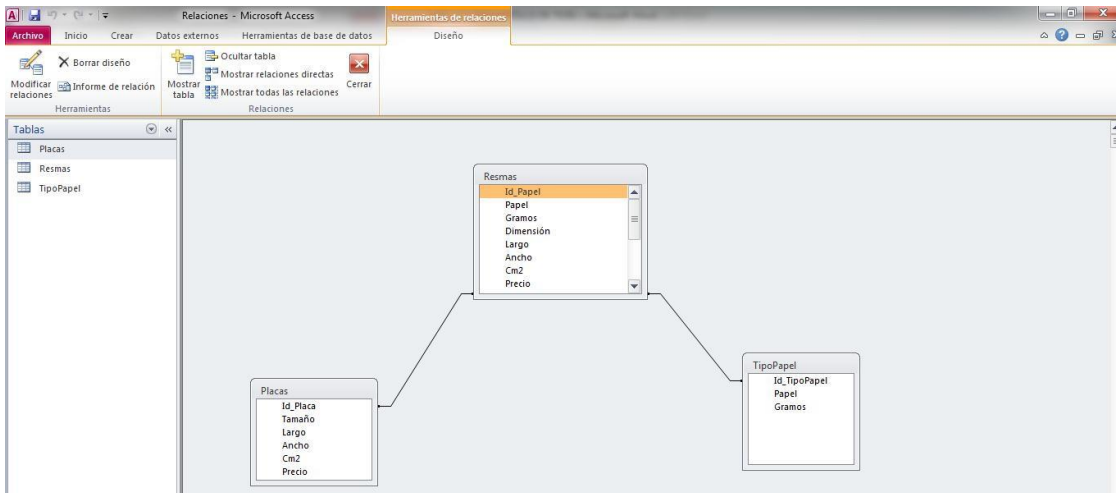 Relaciones - Microsoft Access
Herramientas de relaciones
Archivo Inicio Crear Datos externos Herramientas de base de datos Diseño
Modificar relaciones
Borrar diseño
Informe de relación
Herramientas
Mostrar tabla
Ocultar tabla
Mostrar relaciones directas
Mostrar todas las relaciones
Cerrar
Relaciones
Tablas
Placas
Resmas
TipoPapel
Resmas
Id_Papel
Papel
Gramos
Dimensión
Largo
Ancho
Cm2
Precio
Placas
Id_Placa
Tamaño
Largo
Ancho
Cm2
Precio
TipoPapel
Id_TipoPapel
Papel
Gramos